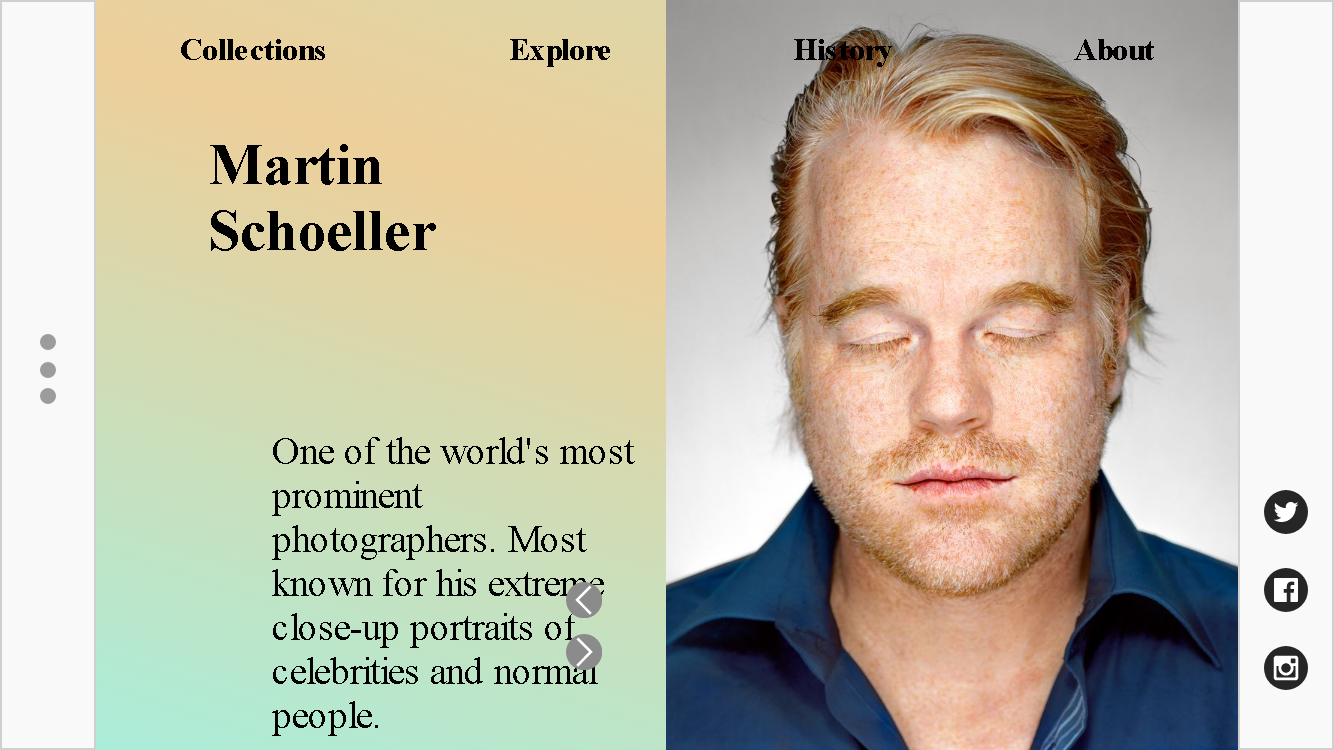 Collections Explore History About
Martin
Schoeller
One of the world's most
prominent
photographers. Most
known for his extreme
close-up portraits of
celebrities and normal
people.